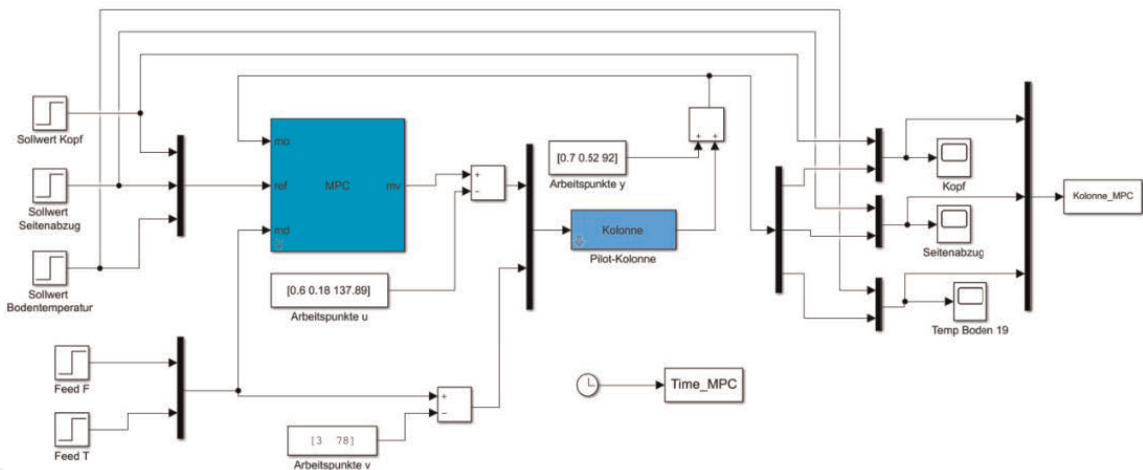 Sollwert Kopf
Sollwert
Seitenabzug
Sollwert
Bodentemperatur
Feed F
Feed T
mo
ref
md
MPC
mv
[0.6 0.18 137.89]
Arbeitspunkte u
[3 78]
Arbeitspunkte v
+
−
+
−
[0.7 0.52 92]
Arbeitspunkte y
+ +
Kolonne
Pilot-Kolonne
Time_MPC
Kopf
Seitenabzug
Temp Boden 19
Kolonne_MPC